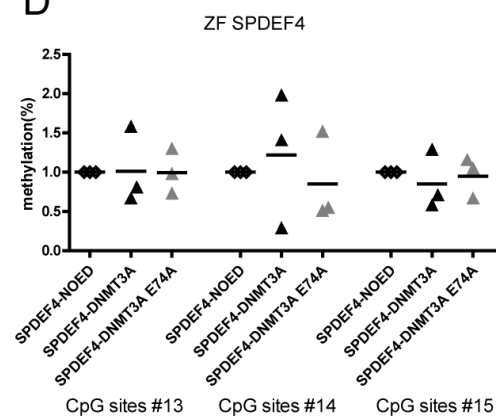 D
ZF SPDEF4
methylation(%)
2.5
2.0
1.5
1.0
0.5
0.0
SPDEF4-NOED
SPDEF4-DNMT3A
SPDEF4-DNMT3A E74A
SPDEF4-NOED
SPDEF4-DNMT3A
SPDEF4-DNMT3A E74A
SPDEF4-NOED
SPDEF4-DNMT3A
SPDEF4-DNMT3A E74A
CpG sites #13 CpG sites #14 CpG sites #15